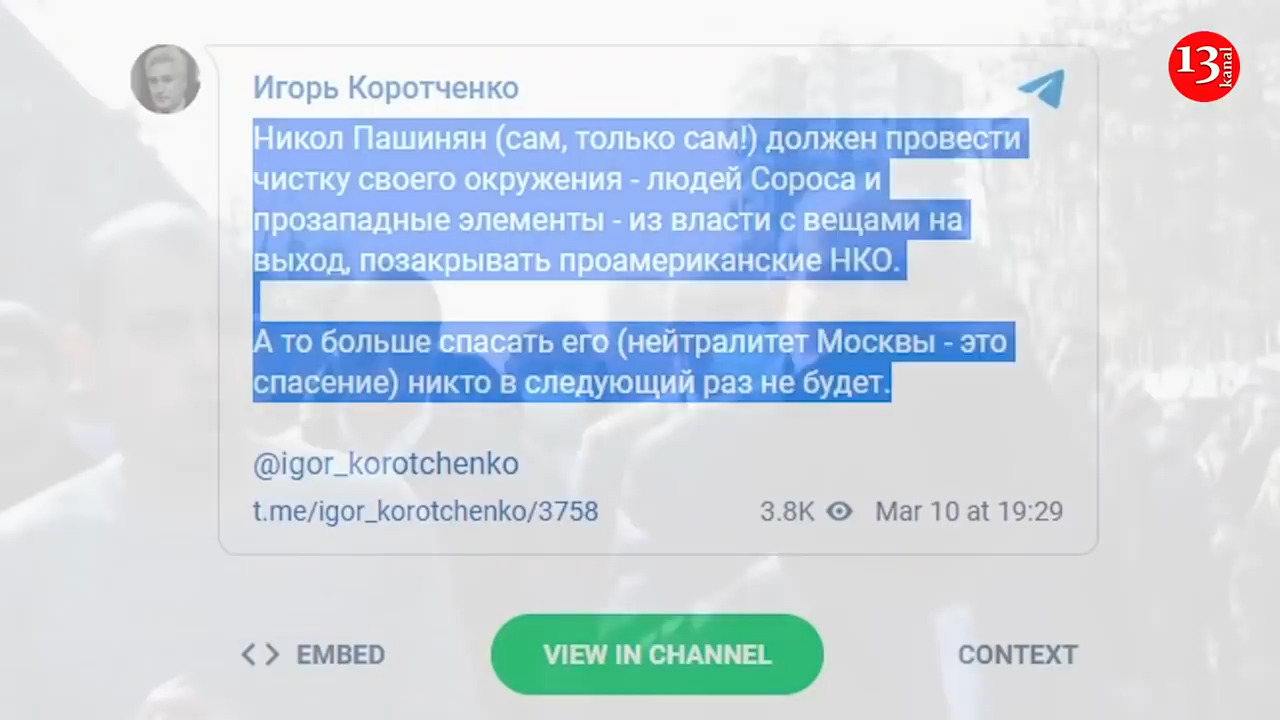 13 kanal
Игорь Коротченко
Никол Пашинян (сам, только сам!) должен провести
чистку своего окружения - людей Сороса и
прозападные элементы - из власти с вещами на
выход, позакрывать проамериканские НКО.
А то больше спасать его (нейтралитет Москвы - это
спасение) никто в следующий раз не будет.
@igor_korotchenko
t.me/igor_korotchenko/3758 3.8K Mar 10 at 19:29
<> EMBED VIEW IN CHANNEL CONTEXT